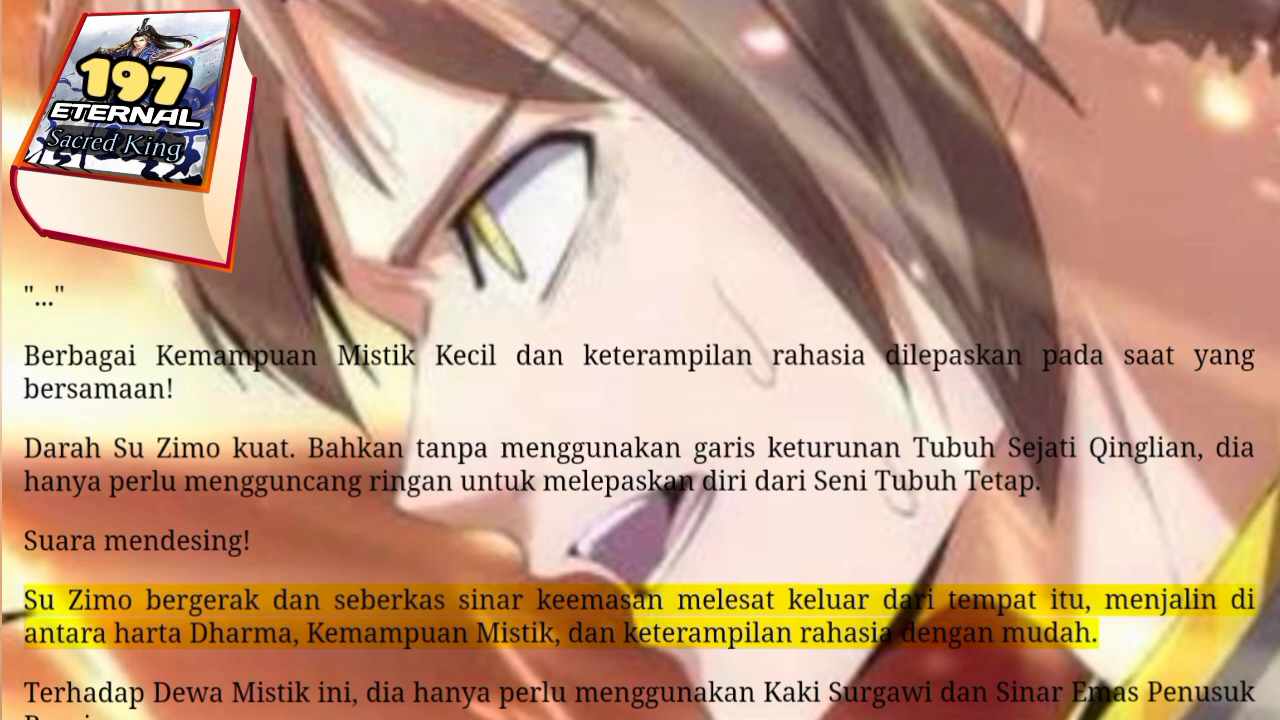 197
ETERNAL
Sacred King
"..."
Berbagai Kemampuan Mistik Kecil dan keterampilan rahasia dilepaskan pada saat yang
bersamaan!
Darah Su Zimo kuat. Bahkan tanpa menggunakan garis keturunan Tubuh Sejati Qinglian, dia
hanya perlu mengguncang ringan untuk melepaskan diri dari Seni Tubuh Tetap.
Suara mendesing!
Su Zimo bergerak dan seberkas sinar keemasan melesat keluar dari tempat itu, menjalin di
antara harta Dharma, Kemampuan Mistik, dan keterampilan rahasia dengan mudah.
Terhadap Dewa Mistik ini, dia hanya perlu menggunakan Kaki Surgawi dan Sinar Emas Penusuk